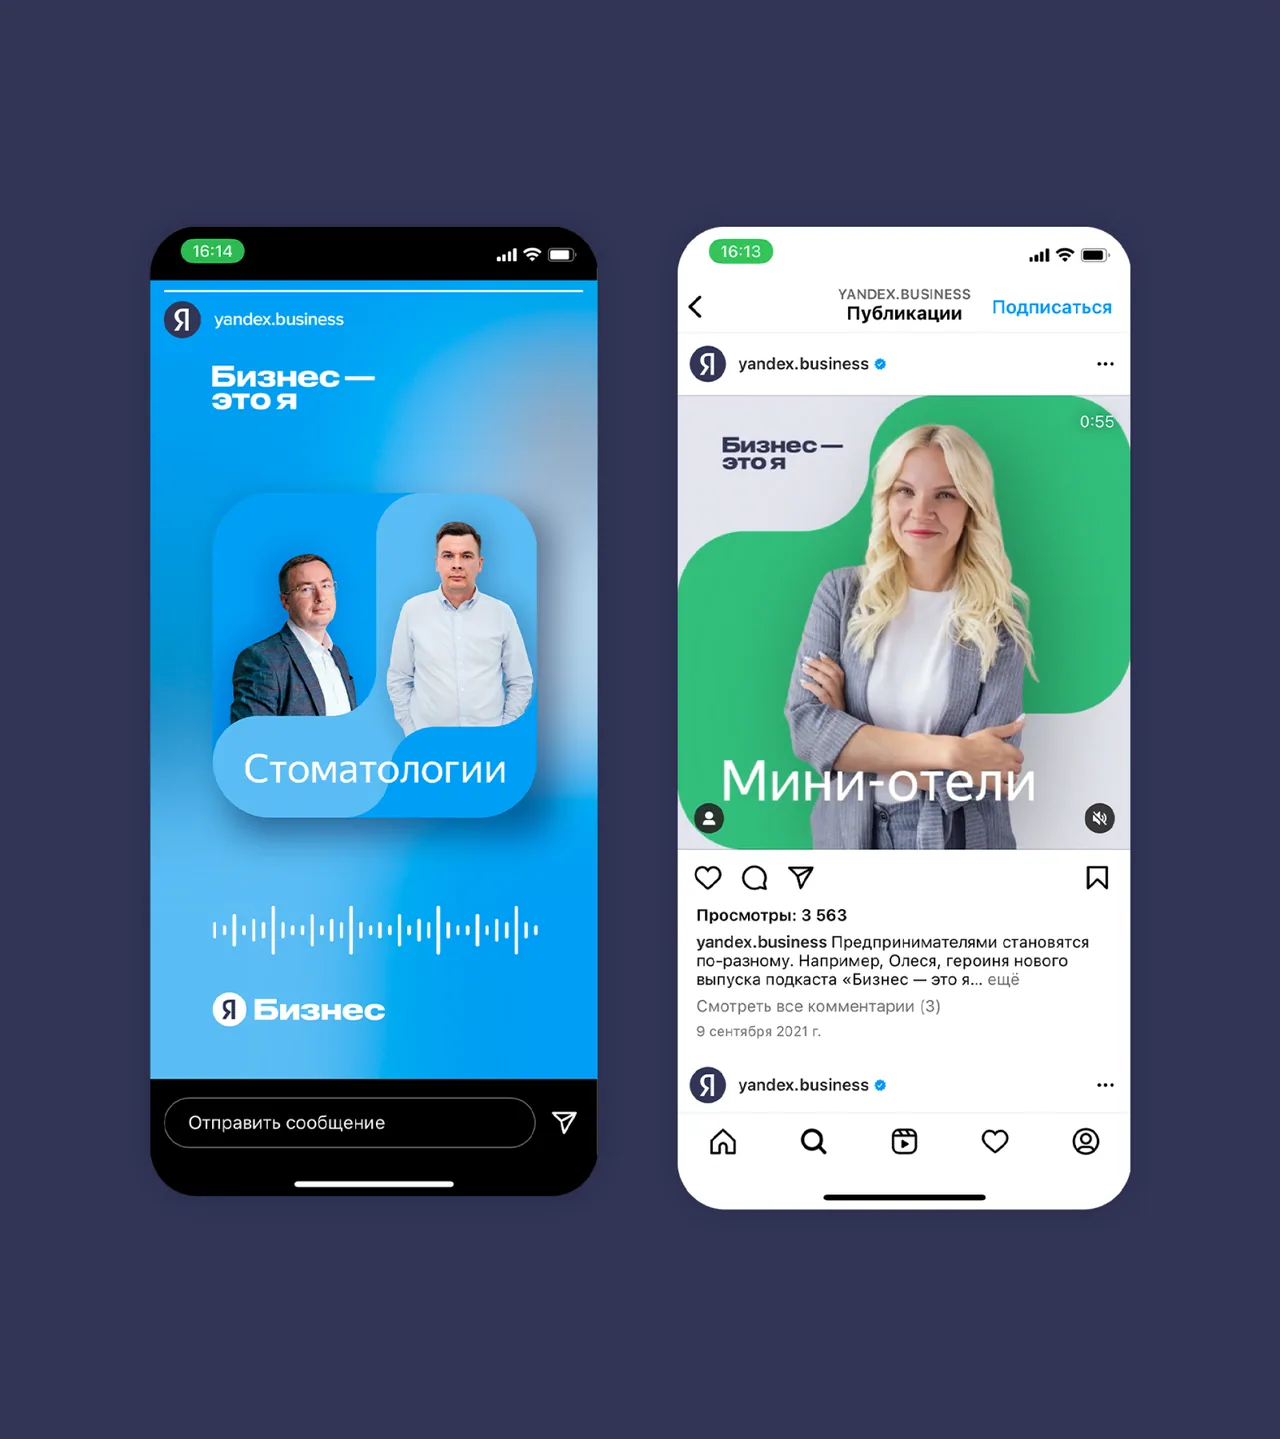 16:14
yandex.business
Бизнес —
это я
Стоматологии
Я Бизнес
Отправить сообщение
16:13
YANDEX.BUSINESS
Публикации
Подписаться
Я yandex.business
0:55
Бизнес —
это я
Мини-отели
Просмотры: 3 563
yandex.business Предпринимателями становятся
по-разному. Например, Олеся, героиня нового
выпуска подкаста «Бизнес — это я... ещё
Смотреть все комментарии (3)
9 сентября 2021 г.
Я yandex.business